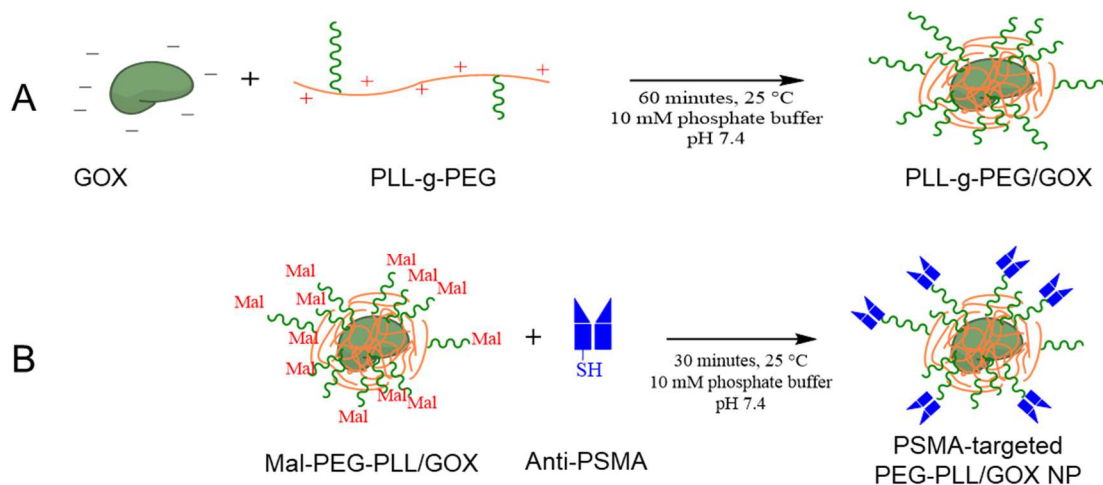 A
GOX
+
PLL-g-PEG
60 minutes, 25 °C
10 mM phosphate buffer
pH 7.4
PLL-g-PEG/GOX
B
Mal
Mal
Mal
Mal
Mal
Mal
Mal
Mal
Mal
Mal
Mal
Mal
Mal-PEG-PLL/GOX
+
SH
Anti-PSMA
30 minutes, 25 °C
10 mM phosphate buffer
pH 7.4
PSMA-targeted
PEG-PLL/GOX NP